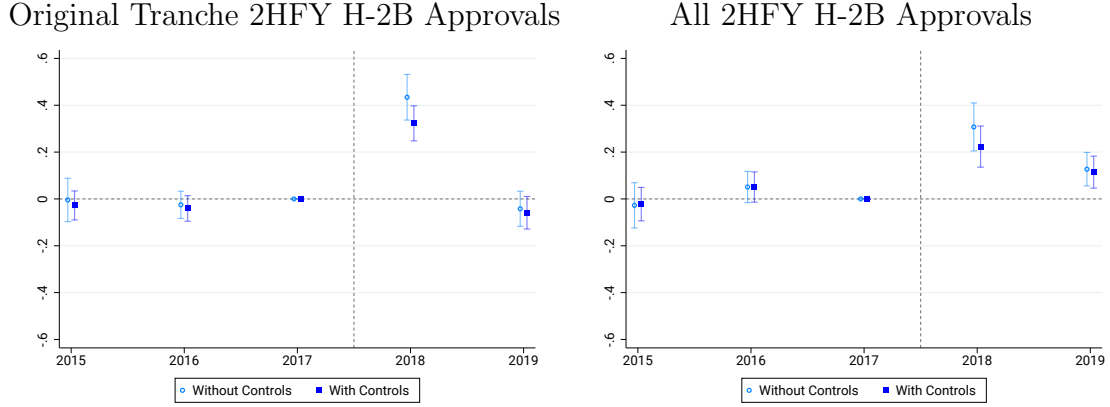 Original Tranche 2HFY H-2B Approvals
.6
.4
.2
0
-.2
-.4
-.6
2015 2016 2017 2018 2019
Without Controls With Controls
All 2HFY H-2B Approvals
.6
.4
.2
0
-.2
-.4
-.6
2015 2016 2017 2018 2019
Without Controls With Controls